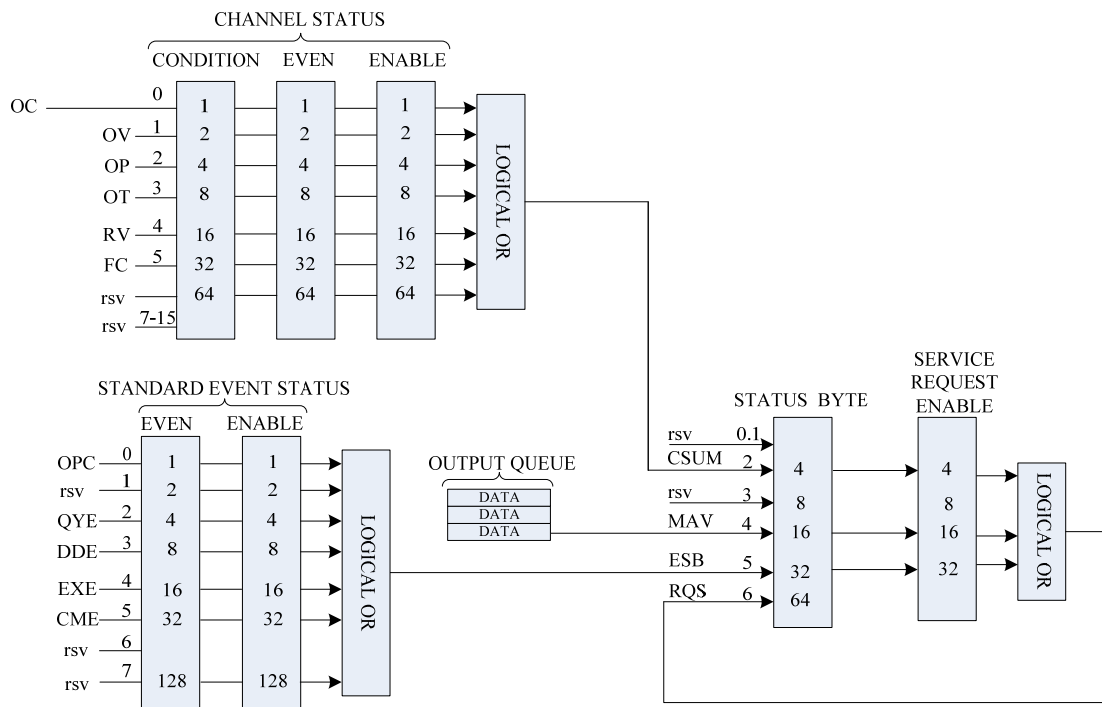 CHANNEL STATUS
CONDITION EVEN ENABLE
OC 0 1 1 1
OV 1 2 2 2
OP 2 4 4 4
OT 3 8 8 8
RV 4 16 16 16
FC 5 32 32 32
rsv 64 64 64
rsv 7-15
LOGICAL OR
STANDARD EVENT STATUS
EVEN ENABLE
OPC 0 1 1
rsv 1 2 2
QYE 2 4 4
DDE 3 8 8
EXE 4 16 16
CME 5 32 32
rsv 6
rsv 7 128 128
LOGICAL OR
OUTPUT QUEUE
DATA
DATA
DATA
STATUS BYTE
SERVICE
REQUEST
ENABLE
rsv 0.1
CSUM 2 4 4
rsv 3 8 8
MAV 4 16 16
ESB 5 32 32
RQS 6 64
LOGICAL OR